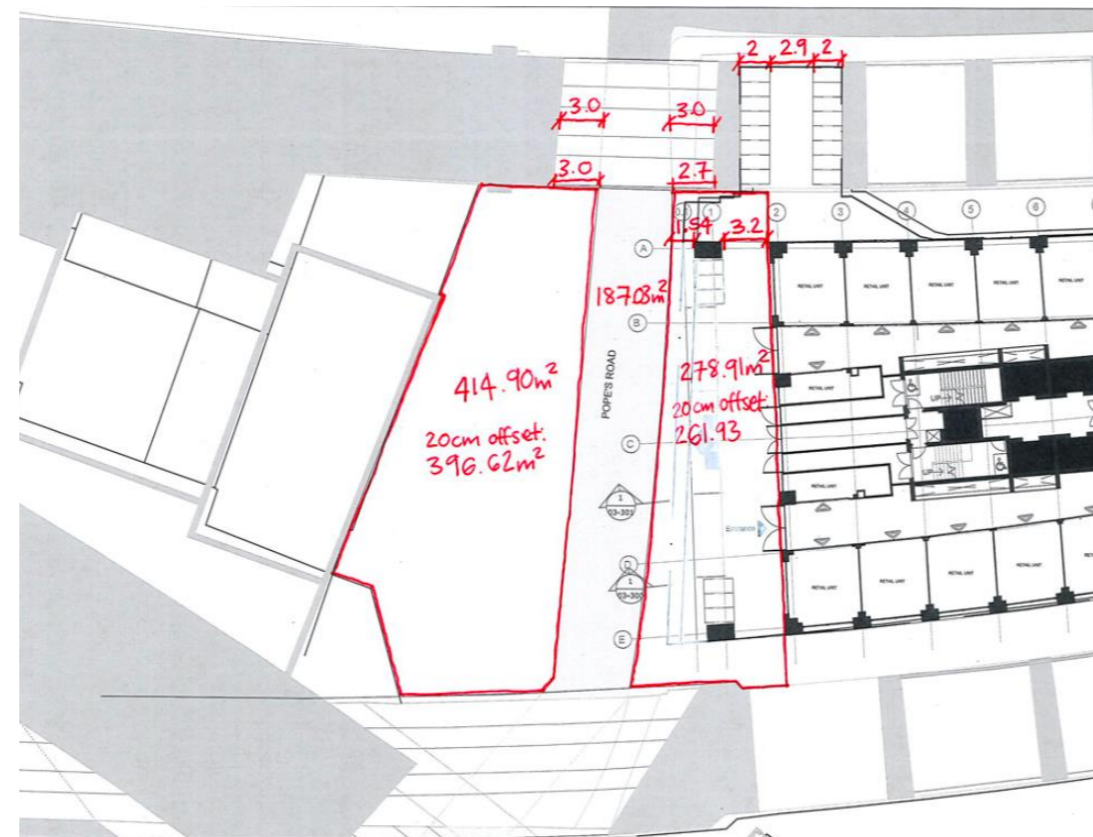 2 2.9 2
3.0 3.0
3.0 2.7
1 2 3 4 5 6
1.54 3.2
A
RETAIL UNIT RETAIL UNIT RETAIL UNIT RETAIL UNIT RETAIL UNIT
187.08m²
B
POPE'S ROAD
414.90m²
278.91m²
RETAIL UNIT
UP
20cm offset:
20cm offset:
261.93
396.62m²
C
UP
RETAIL UNIT
1
03-301
Entrance
D
1
03-300
RETAIL UNIT RETAIL UNIT RETAIL UNIT RETAIL UNIT
E